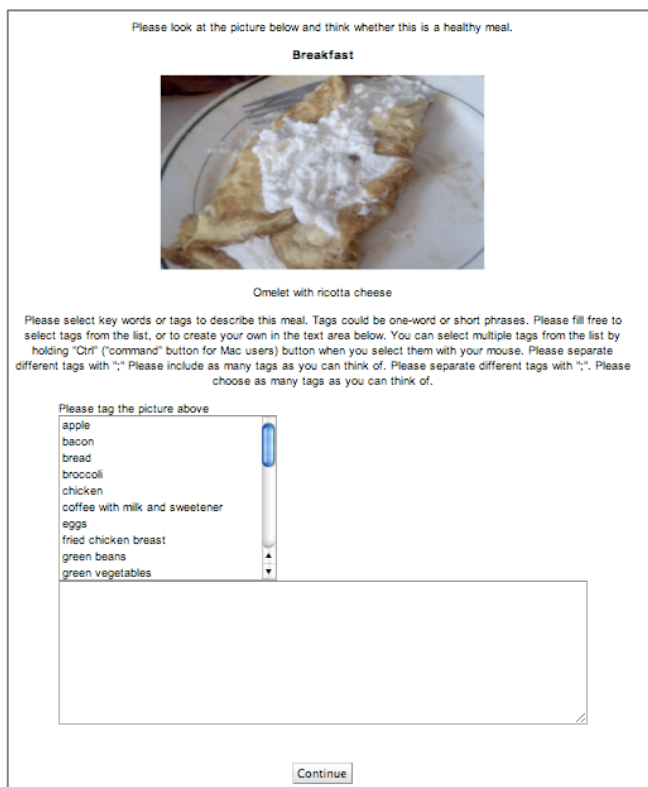 Please look at the picture below and think whether this is a healthy meal.
Breakfast
Omelet with ricotta cheese
Please select key words or tags to describe this meal. Tags could be one-word or short phrases. Please fill free to
select tags from the list, or to create your own in the text area below. You can select multiple tags from the list by
holding "Ctrl" ("command" button for Mac users) button when you select them with your mouse. Please separate
different tags with ";" Please include as many tags as you can think of. Please separate different tags with ";". Please
choose as many tags as you can think of.
Please tag the picture above
apple
bacon
bread
broccoli
chicken
coffee with milk and sweetener
eggs
fried chicken breast
green beans
green vegetables
Continue